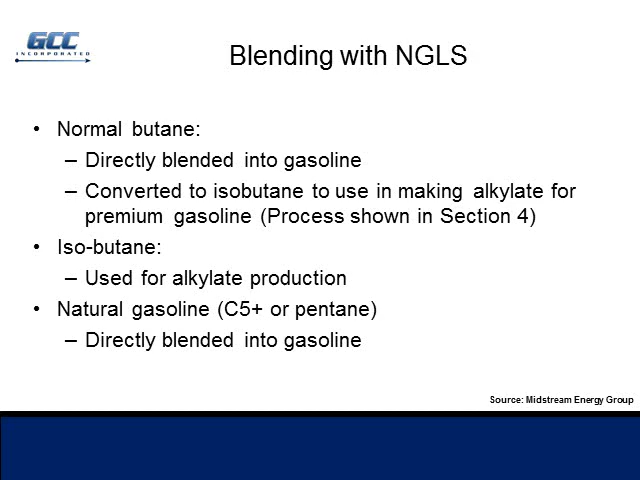 GCC
INCORPORATED
Blending with NGLS
• Normal butane:
– Directly blended into gasoline
– Converted to isobutane to use in making alkylate for
premium gasoline (Process shown in Section 4)
• Iso-butane:
– Used for alkylate production
• Natural gasoline (C5+ or pentane)
– Directly blended into gasoline
Source: Midstream Energy Group